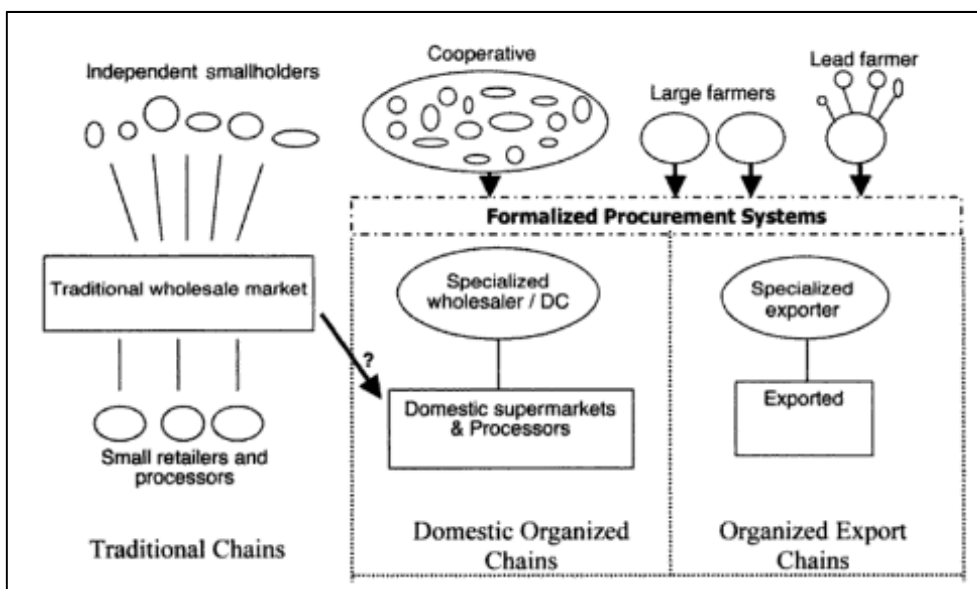 Independent smallholders
Cooperative
Large farmers
Lead farmer
Formalized Procurement Systems
Traditional wholesale market
Specialized
wholesaler / DC
Specialized
exporter
?
Domestic supermarkets
& Processors
Exported
Small retailers and
processors
Traditional Chains
Domestic Organized
Chains
Organized Export
Chains